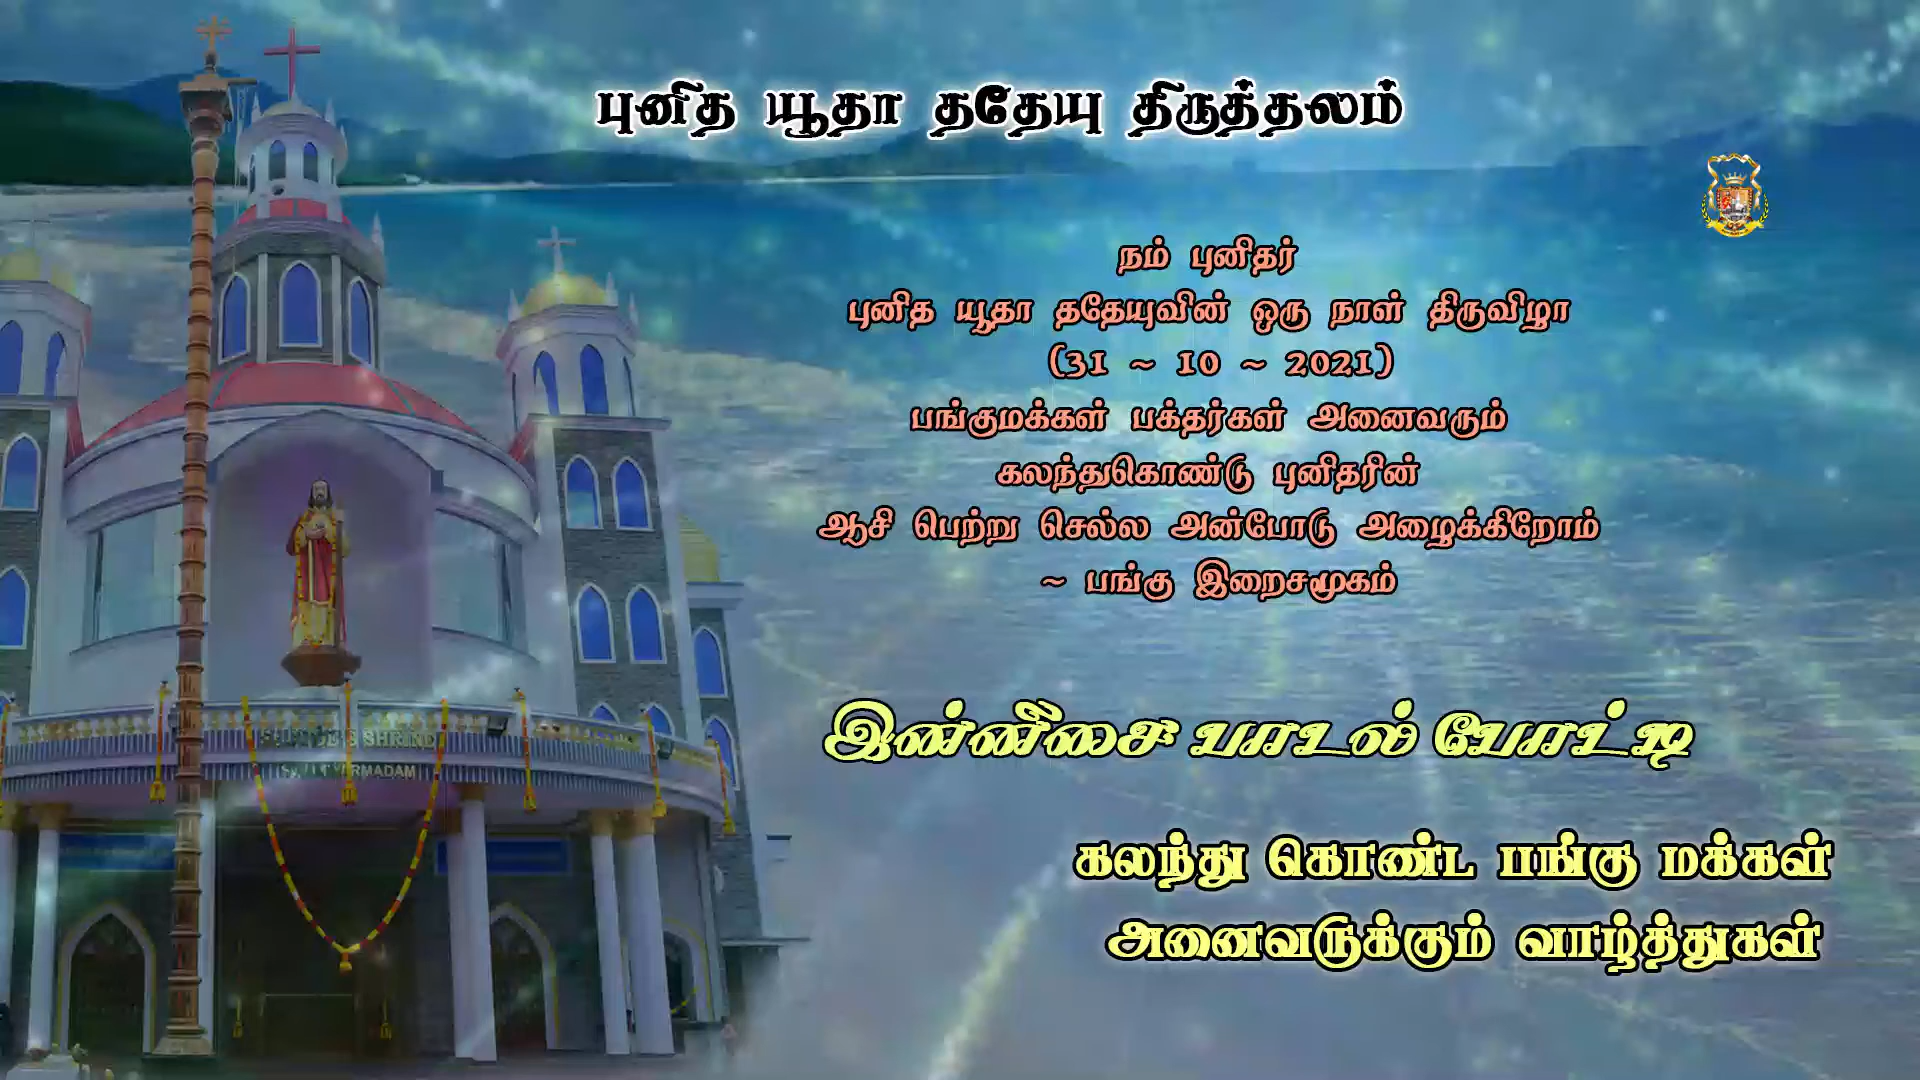 புனித யூதா ததேயு திருத்தலம்
நம் புனிதர்
புனித யூதா ததேயுவின் ஒரு நாள் திருவிழா
(31 ~ 10 ~ 2021)
பங்குமக்கள் பக்தர்கள் அனைவரும்
கலந்துகொண்டு புனிதரின்
ஆசி பெற்று செல்ல அன்போடு அழைக்கிறோம்
~ பங்கு இறைசமூகம்
இன்னிசை பாடல் போட்டி
கலந்து கொண்ட பங்கு மக்கள்
அனைவருக்கும் வாழ்த்துகள்
SHRINE